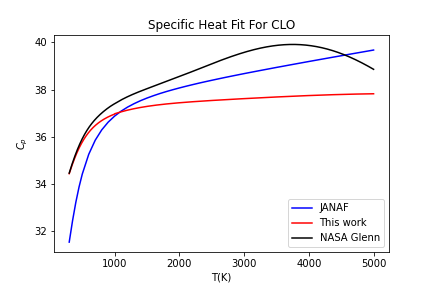 Specific Heat Fit For CLO
40
38
36
34
32
Cp
1000
2000
3000
4000
5000
T(K)
JANAF
This work
NASA Glenn